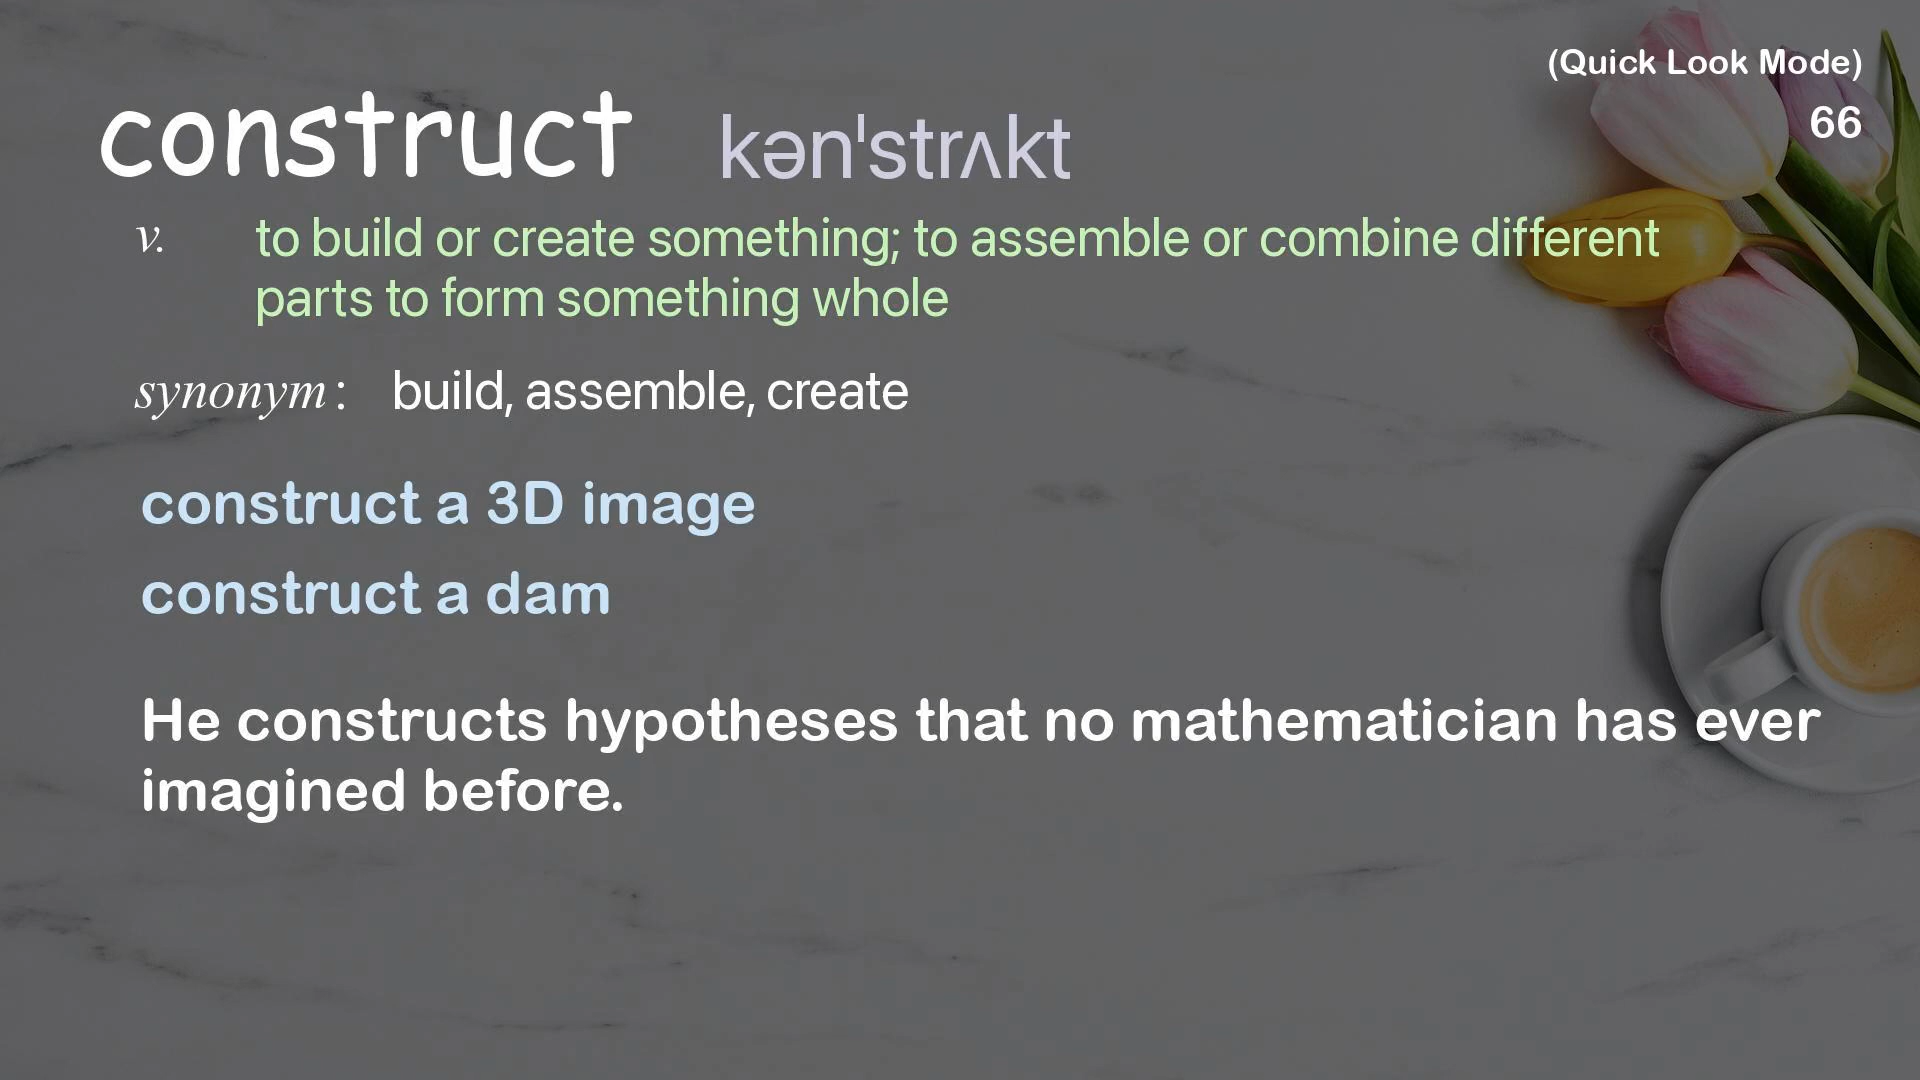 (Quick Look Mode)
66
construct kən'strʌkt
v. to build or create something; to assemble or combine different
parts to form something whole
synonym: build, assemble, create
construct a 3D image
construct a dam
He constructs hypotheses that no mathematician has ever
imagined before.